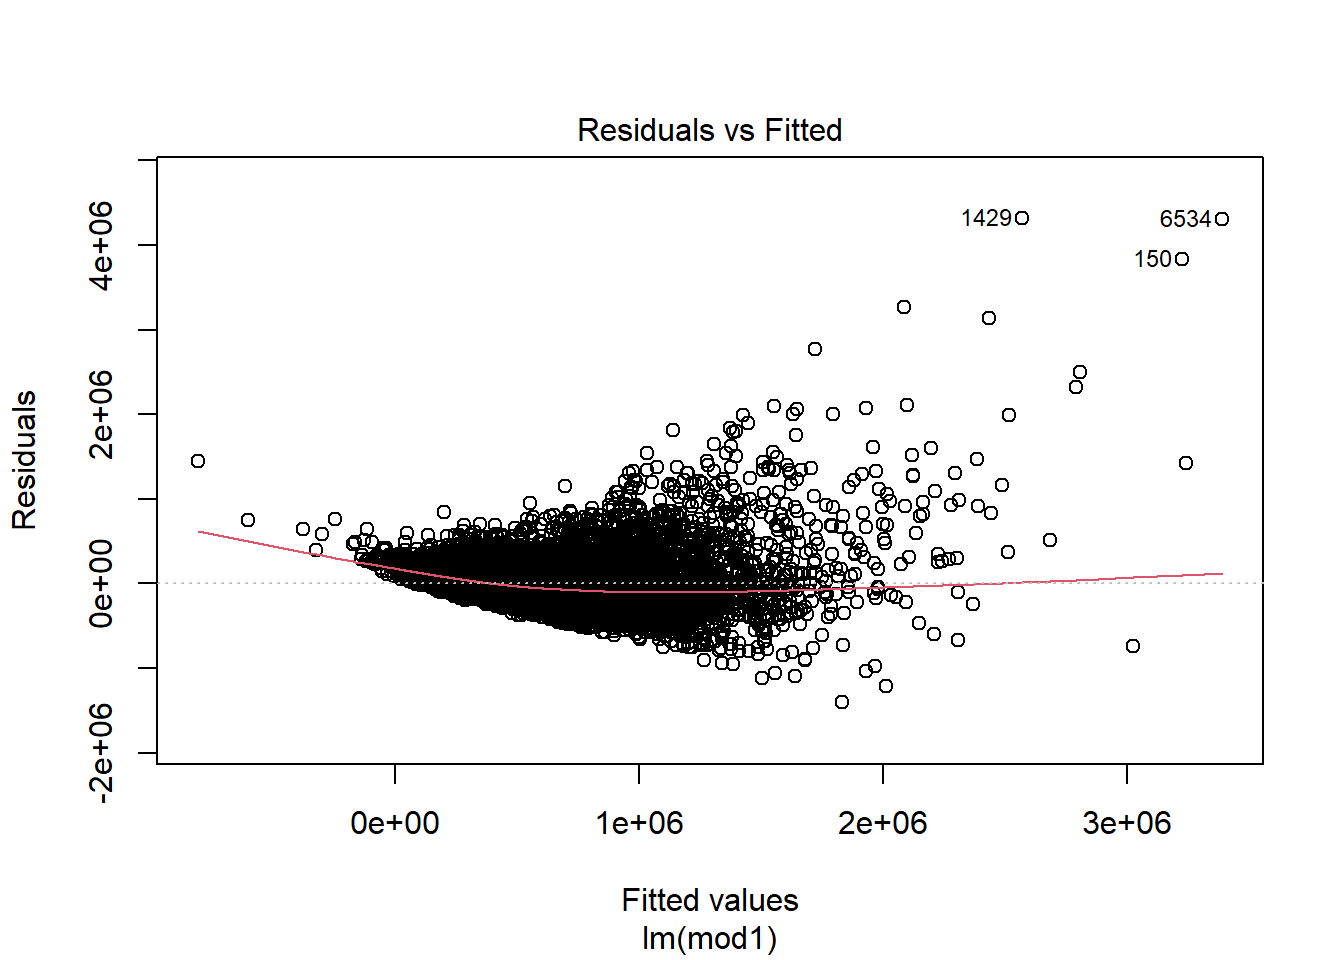 Residuals vs Fitted
Residuals
4e+06
2e+06
0e+00
-2e+06
1429
6534
150
0e+00 1e+06 2e+06 3e+06
Fitted values
lm(mod1)